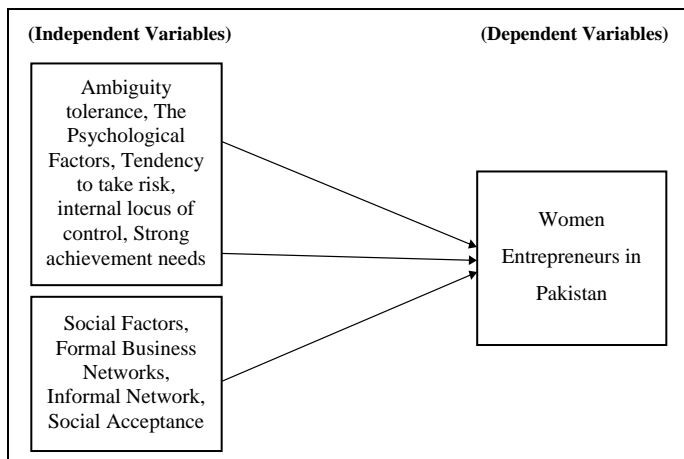 (Independent Variables)
(Dependent Variables)
Ambiguity
tolerance, The
Psychological
Factors, Tendency
to take risk,
internal locus of
control, Strong
achievement needs
Social Factors,
Formal Business
Networks,
Informal Network,
Social Acceptance
Women
Entrepreneurs in
Pakistan